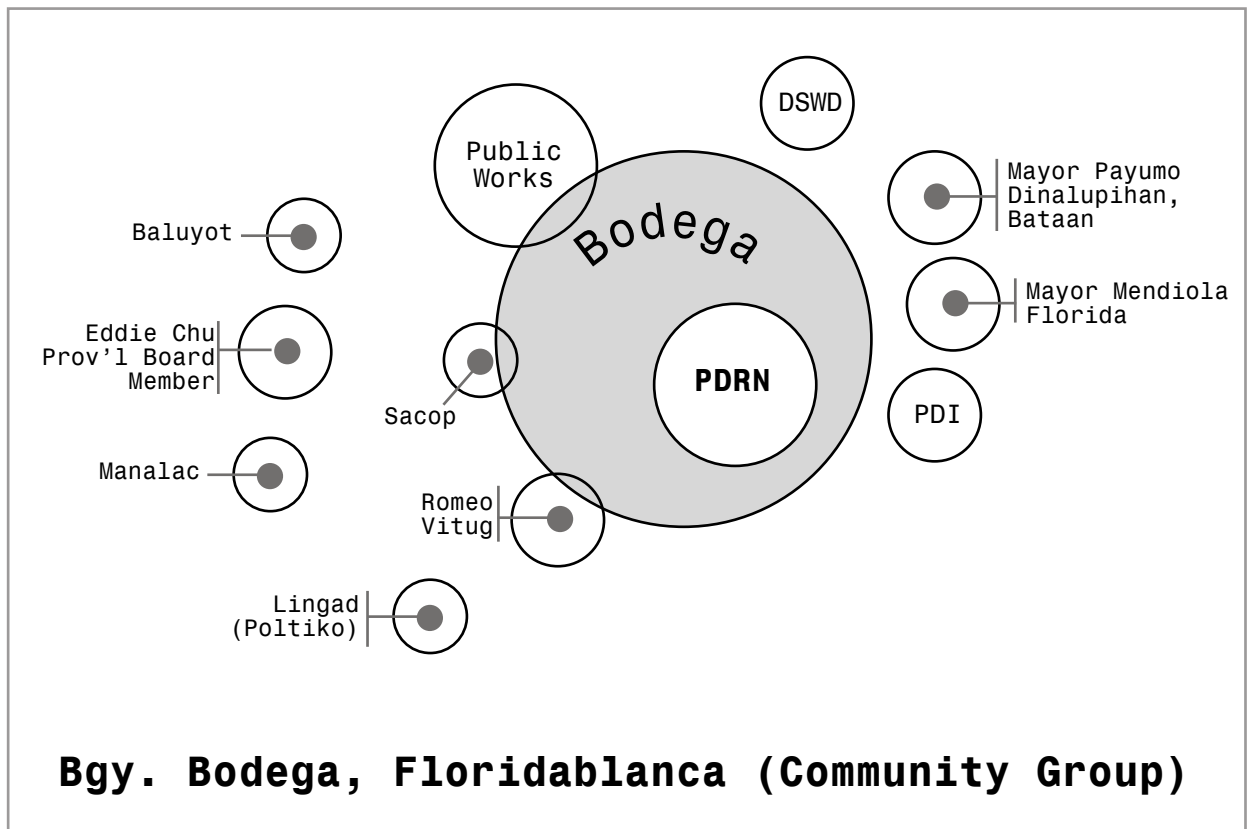 DSWD
Public
Works
Mayor Payumo
Dinalupihan,
Bataan
Bodega
Baluyot
Mayor Mendiola
Florida
Eddie Chu
Prov’l Board
Member
PDRN
Sacop
PDI
Manalac
Romeo
Vitug
Lingad
(Poltiko)
Bgy. Bodega, Floridablanca (Community Group)